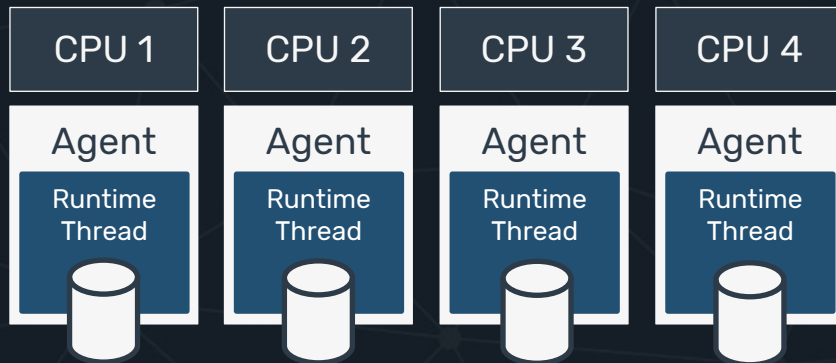 CPU 1
CPU 2
CPU 3
CPU 4
Agent
Agent
Agent
Agent
Runtime
Thread
Runtime
Thread
Runtime
Thread
Runtime
Thread